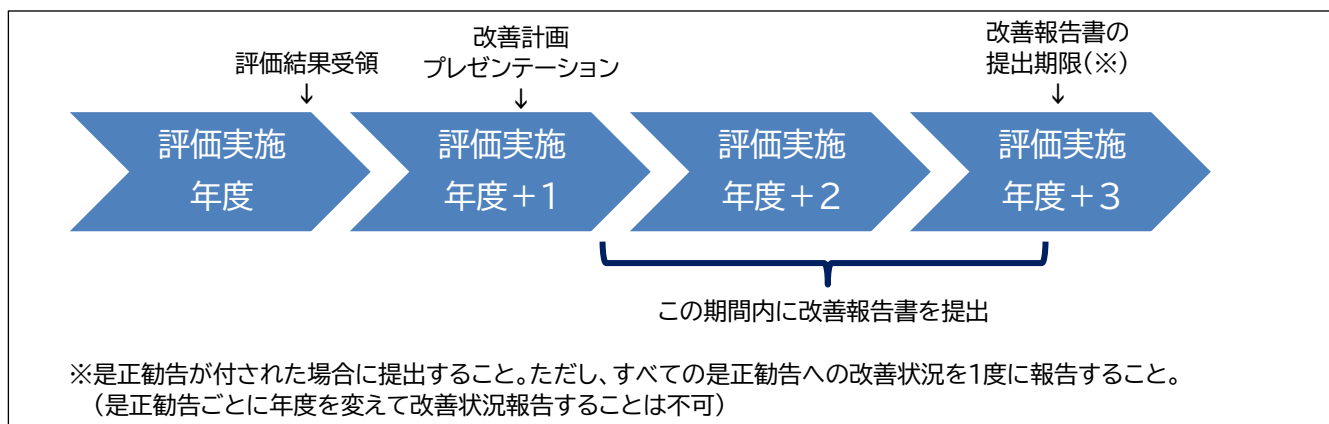 評価結果受領
↓
改善計画
プレゼンテーション
↓
改善報告書の
提出期限(※)
↓
評価実施
年度
評価実施
年度+1
評価実施
年度+2
評価実施
年度+3
この期間内に改善報告書を提出
※是正勧告が付された場合に提出すること。ただし、すべての是正勧告への改善状況を1度に報告すること。
(是正勧告ごとに年度を変えて改善状況報告することは不可)